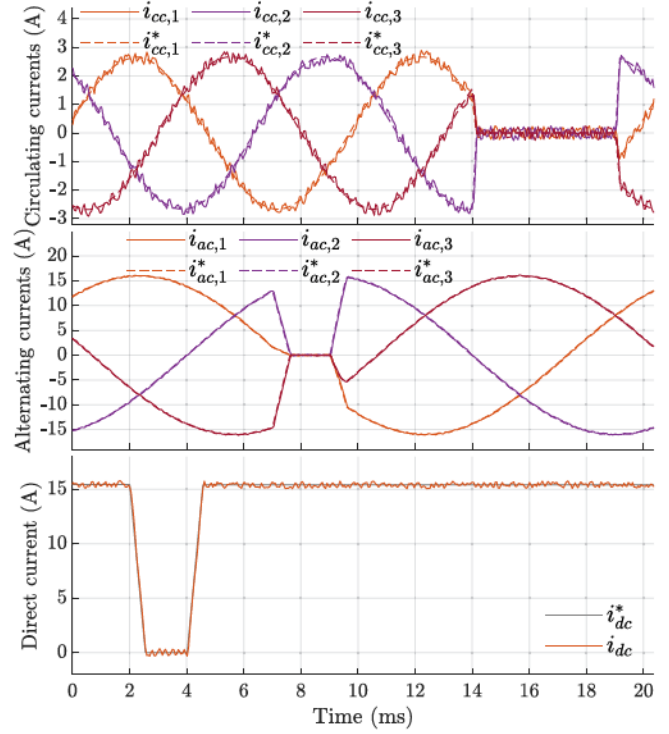 i_{cc,1} i_{cc,2} i_{cc,3}
i^*_{cc,1} i^*_{cc,2} i^*_{cc,3}
Circulating currents (A)
4
3
2
1
0
-1
-2
-3
i_{ac,1} i_{ac,2} i_{ac,3}
i^*_{ac,1} i^*_{ac,2} i^*_{ac,3}
Alternating currents (A)
20
15
10
5
0
-5
-10
-15
Direct current (A)
15
10
5
0
i^*_{dc}
i_{dc}
0 2 4 6 8 10 12 14 16 18 20
Time (ms)